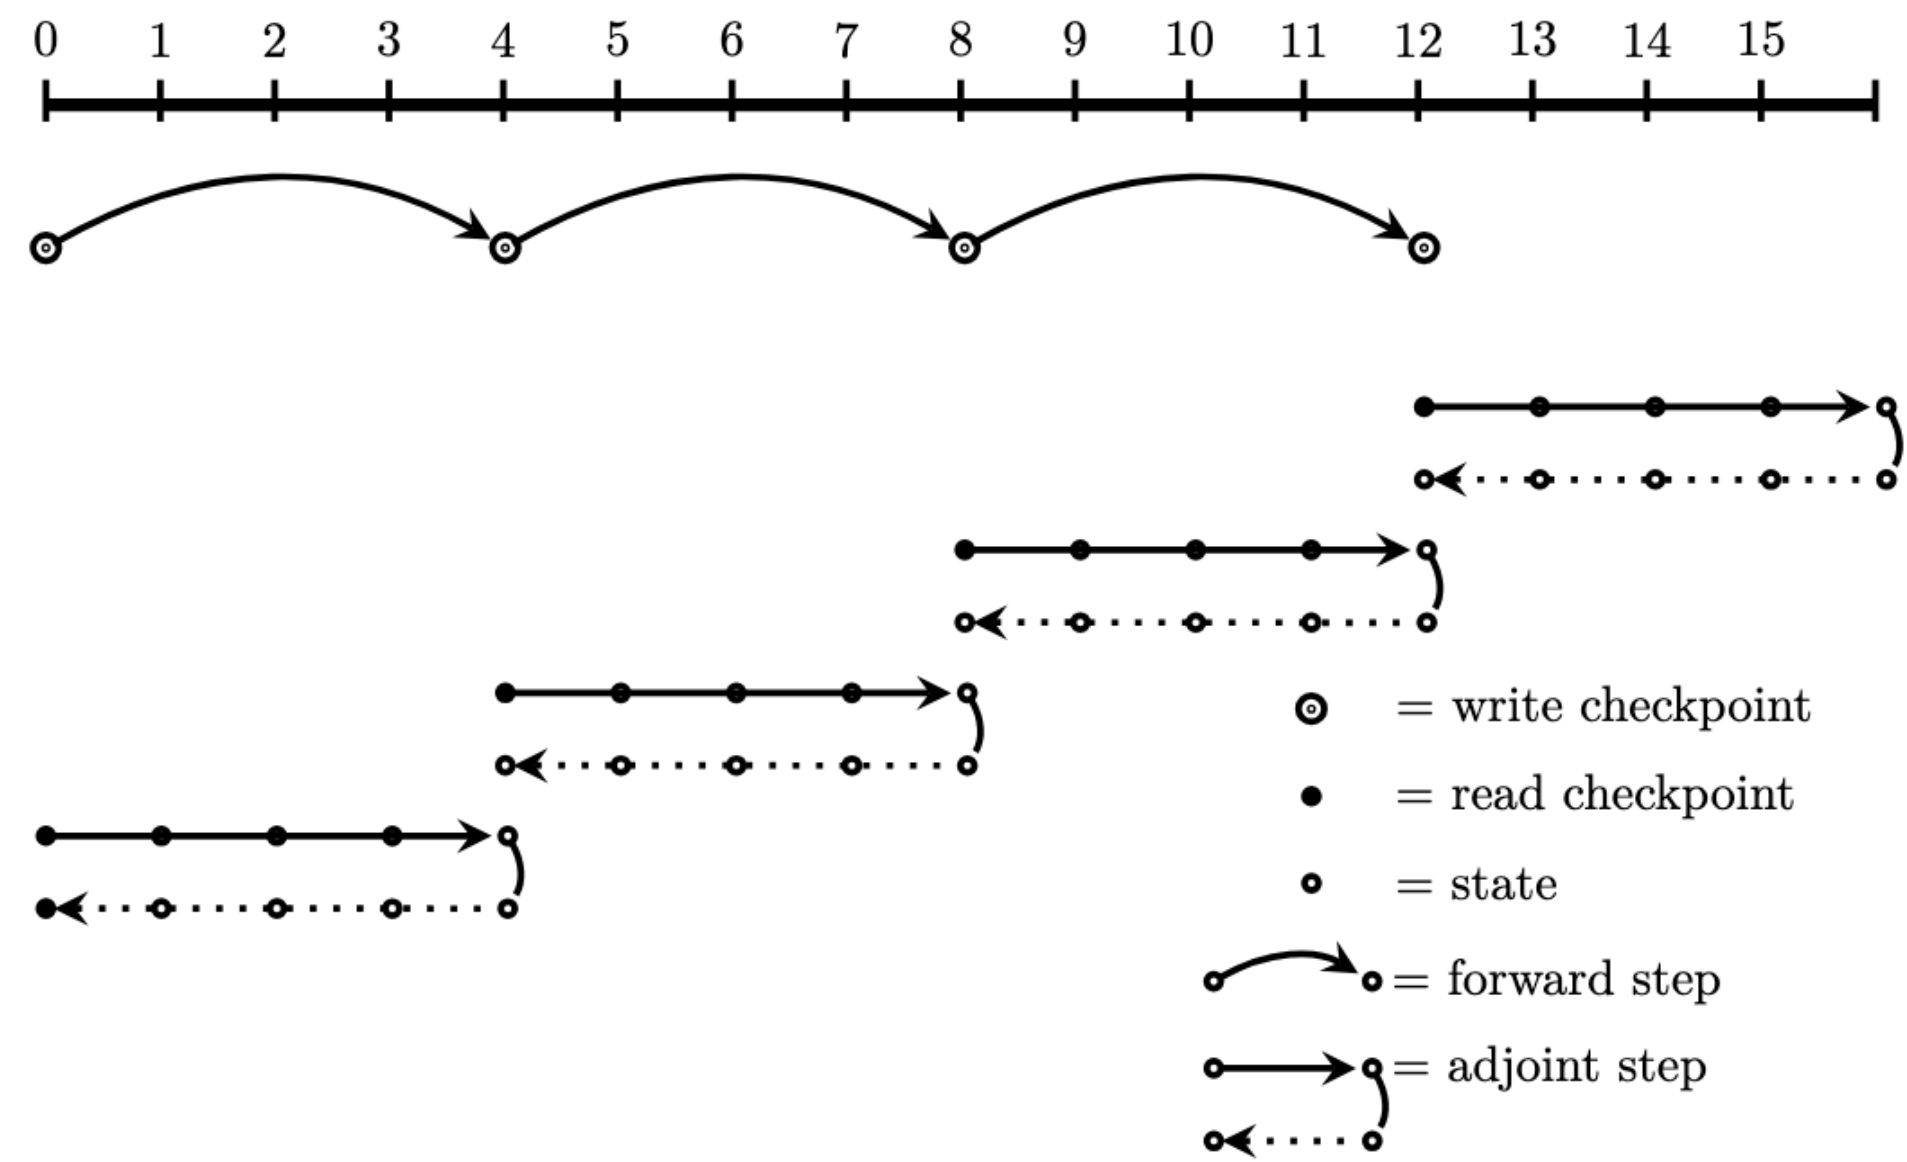 0 1 2 3 4 5 6 7 8 9 10 11 12 13 14 15
= write checkpoint
= read checkpoint
= state
= forward step
= adjoint step